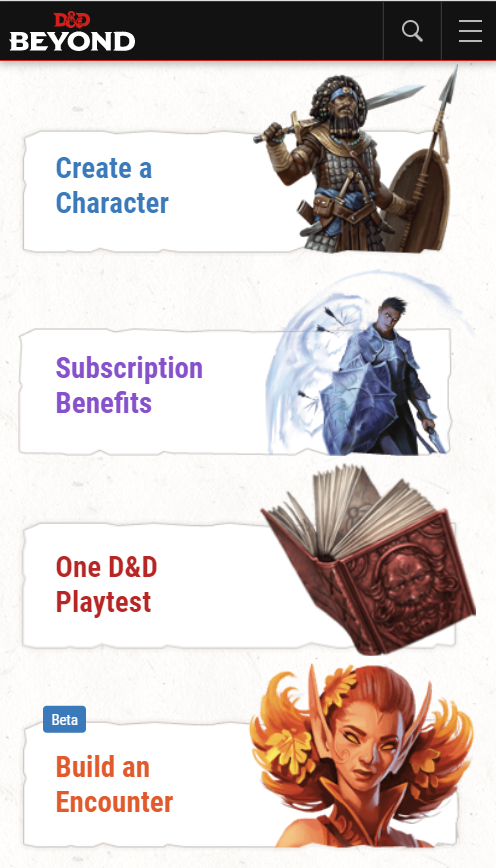 D&D
BEYOND
Create a
Character
Subscription
Benefits
One D&D
Playtest
Beta
Build an
Encounter